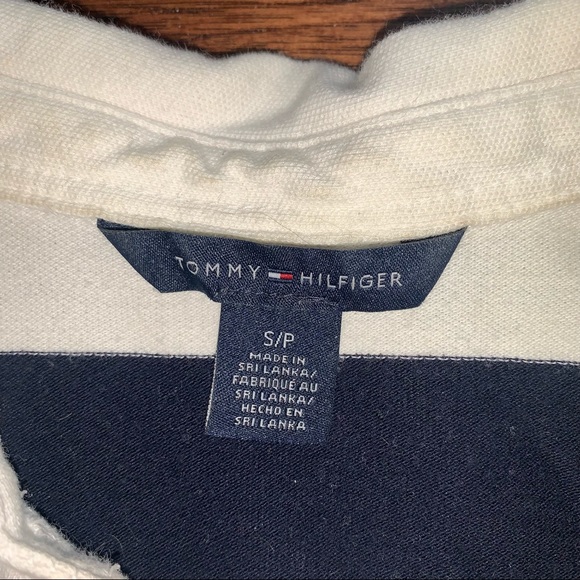 TOMMY HILFIGER
S/P
MADE IN
SRI LANKA/
FABRIQUÉ AU
SRI LANKA/
HECHO EN
SRI LANKA